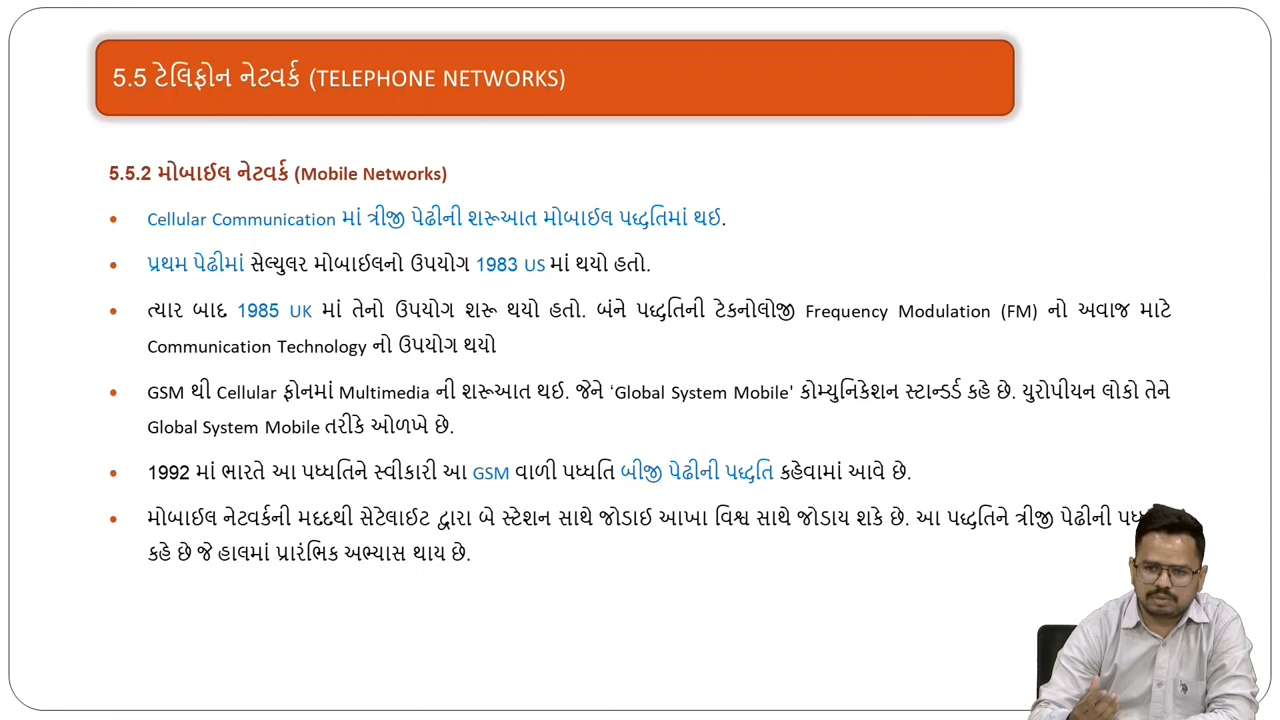 5.5 ટેલિફોન નેટવર્ક (TELEPHONE NETWORKS)
5.5.2 મોબાઈલ નેટવર્ક (Mobile Networks)
• Cellular Communication માં ત્રીજી પેઢીની શરૂઆત મોબાઈલ પદ્ધતિમાં થઈ.
• પ્રથમ પેઢીમાં સેલ્યુલર મોબાઈલનો ઉપયોગ 1983 US માં થયો હતો.
• ત્યાર બાદ 1985 UK માં તેનો ઉપયોગ શરૂ થયો હતો. બંને પદ્ધતિની ટેકનોલોજી Frequency Modulation (FM) નો અવાજ માટે
Communication Technology નો ઉપયોગ થયો
• GSM થી Cellular ફોનમાં Multimedia ની શરૂઆત થઈ. જેને ‘Global System Mobile' કોમ્યુનિકેશન સ્ટાન્ડર્ડ કહે છે. યુરોપીયન લોકો તેને
Global System Mobile તરીકે ઓળખે છે.
• 1992 માં ભારતે આ પધ્ધતિને સ્વીકારી આ GSM વાળી પધ્ધતિ બીજી પેઢીની પદ્ધતિ કહેવામાં આવે છે.
• મોબાઈલ નેટવર્કની મદદથી સેટેલાઈટ દ્વારા બે સ્ટેશન સાથે જોડાઈ આખા વિશ્વ સાથે જોડાય શકે છે. આ પદ્ધતિને ત્રીજી પેઢીની
કહે છે જે હાલમાં પ્રારંભિક અભ્યાસ થાય છે.